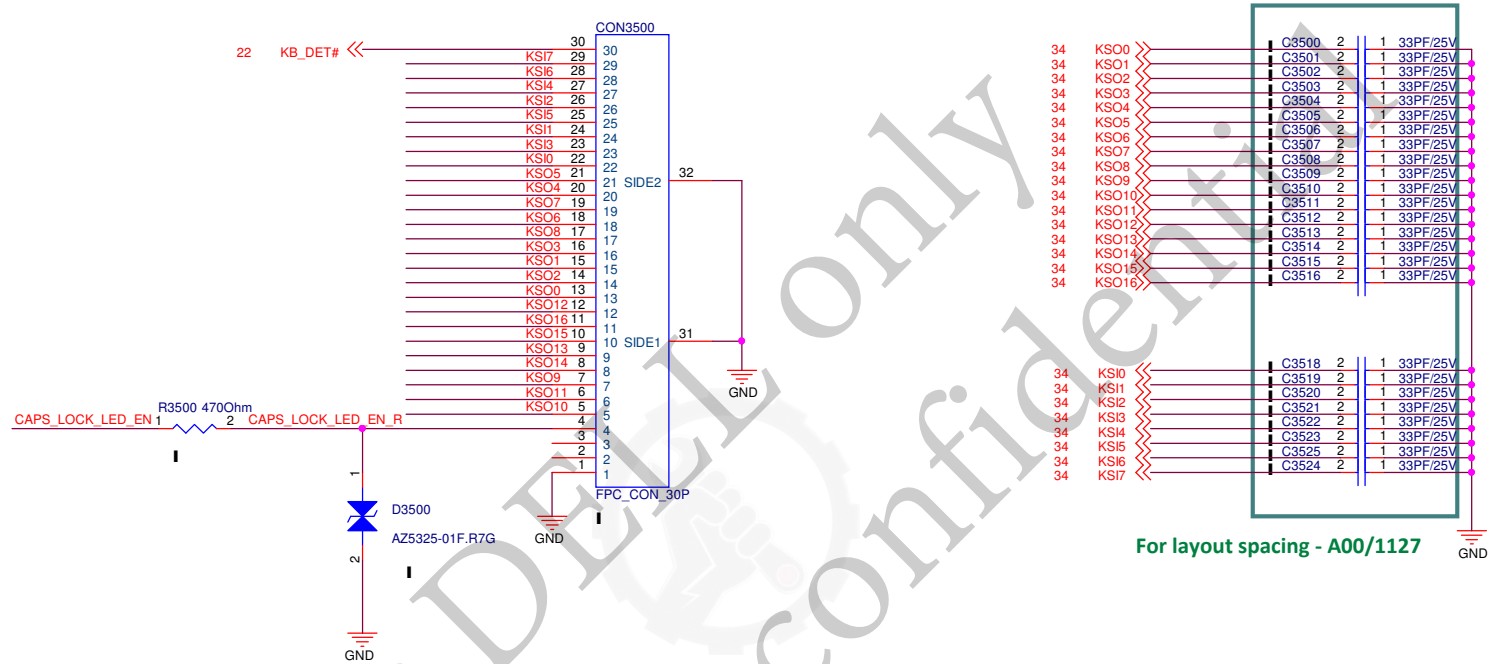 CON3500
22 KB_DET# 30 30
KSI7 29 29
KSI6 28 28
KSI4 27 27
KSI2 26 26
KSI5 25 25
KSI1 24 24
KSI3 23 23
KSI0 22 22
KSO5 21 21 SIDE2 32
KSO4 20 20
KSO7 19 19
KSO6 18 18
KSO8 17 17
KSO3 16 16
KSO1 15 15
KSO2 14 14
KSO0 13 13
KSO12 12 12
KSO16 11 11
KSO15 10 10 SIDE1 31
KSO13 9 9
KSO14 8 8
KSO9 7 7
KSO11 6 6
KSO10 5 5
4 4
3 3
2 2
1 1
FPC_CON_30P
GND
GND
R3500 470Ohm
CAPS_LOCK_LED_EN 1 2 CAPS_LOCK_LED_EN_R
1
D3500
AZ5325-01F.R7G
2
GND
34 KSO0 C3500 2 1 33PF/25V
34 KSO1 C3501 2 1 33PF/25V
34 KSO2 C3502 2 1 33PF/25V
34 KSO3 C3503 2 1 33PF/25V
34 KSO4 C3504 2 1 33PF/25V
34 KSO5 C3505 2 1 33PF/25V
34 KSO6 C3506 2 1 33PF/25V
34 KSO7 C3507 2 1 33PF/25V
34 KSO8 C3508 2 1 33PF/25V
34 KSO9 C3509 2 1 33PF/25V
34 KSO10 C3510 2 1 33PF/25V
34 KSO11 C3511 2 1 33PF/25V
34 KSO12 C3512 2 1 33PF/25V
34 KSO13 C3513 2 1 33PF/25V
34 KSO14 C3514 2 1 33PF/25V
34 KSO15 C3515 2 1 33PF/25V
34 KSO16 C3516 2 1 33PF/25V
34 KSI0 C3518 2 1 33PF/25V
34 KSI1 C3519 2 1 33PF/25V
34 KSI2 C3520 2 1 33PF/25V
34 KSI3 C3521 2 1 33PF/25V
34 KSI4 C3522 2 1 33PF/25V
34 KSI5 C3523 2 1 33PF/25V
34 KSI6 C3525 2 1 33PF/25V
34 KSI7 C3524 2 1 33PF/25V
GND
For layout spacing - A00/1127
DELL only
confidential